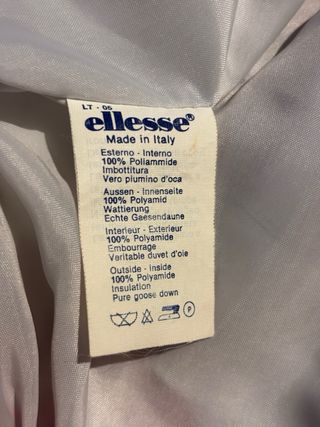 LT - 05
ellesse®
Made in Italy
Esterno - Interno
100% Poliammide
Imbottitura
Vero piumino d'oca
Aussen - Innenseite
100% Polyamid
Wattierung
Echte Gaesendaune
Interieur - Exterieur
100% Polyamide
Embourrage
Veritable duvet d'oie
Outside - Inside
100% Polyamide
Insulation
Pure goose down
P